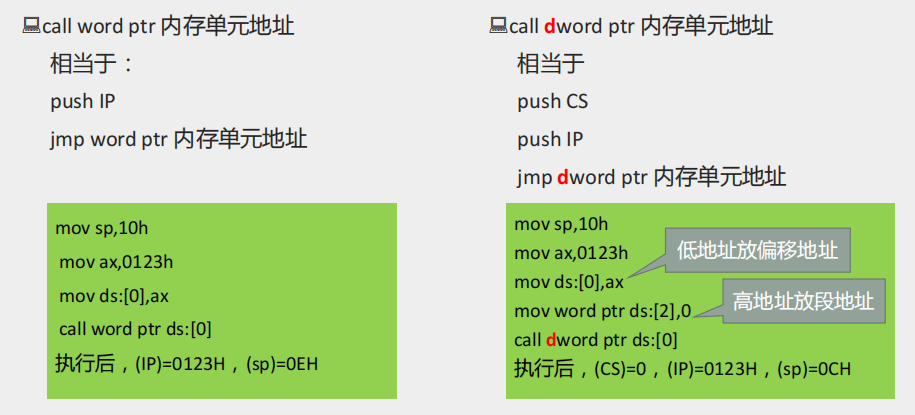 call word ptr 内存单元地址
相当于：
push IP
jmp word ptr 内存单元地址
mov sp,10h
mov ax,0123h
mov ds:[0],ax
call word ptr ds:[0]
执行后，(IP)=0123H，(sp)=0EH
call dword ptr 内存单元地址
相当于
push CS
push IP
jmp dword ptr 内存单元地址
mov sp,10h
mov ax,0123h
低地址放偏移地址
mov ds:[0],ax
高地址放段地址
mov word ptr ds:[2],0
call dword ptr ds:[0]
执行后，(CS)=0，(IP)=0123H，(sp)=0CH